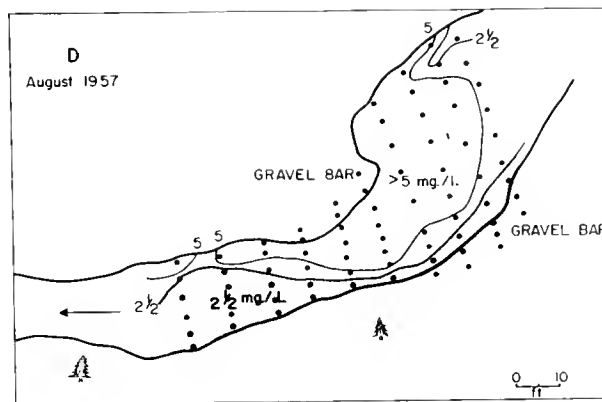 D
August 1957
5
2½
GRAVEL BAR
>5 mg./l.
GRAVEL BAR
5
5
2½
2½ mg/l.
0 10
ft